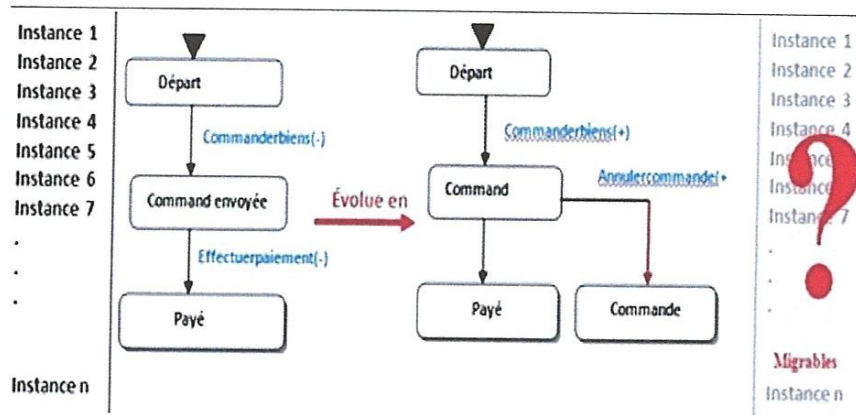 Instance 1
Instance 2
Instance 3
Instance 4
Instance 5
Instance 6
Instance 7
.
.
.
Instance n
Départ
Commanderbiens(-)
Command envoyée
Effectuerpaiement(-)
Payé
Évolue en
Départ
Commanderbiens(+)
Command
Annulercommande(+
Payé
Commande
Instance 1
Instance 2
Instance 3
Instance 4
Instance 7
.
.
.
?
Migrables
Instance n